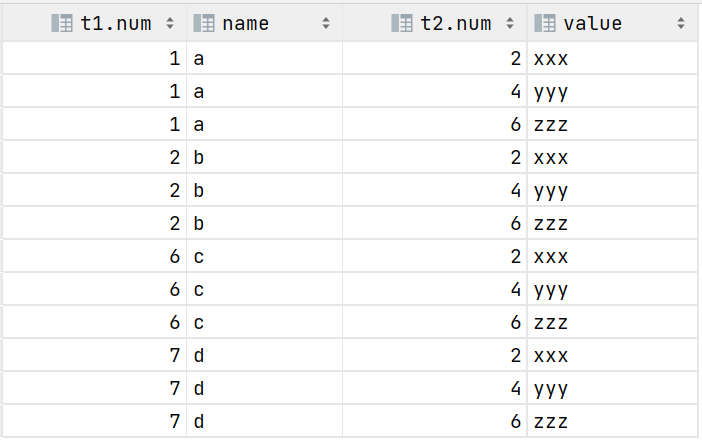 t1.num name t2.num value
1 a 2 xxx
1 a 4 yyy
1 a 6 zzz
2 b 2 xxx
2 b 4 yyy
2 b 6 zzz
6 c 2 xxx
6 c 4 yyy
6 c 6 zzz
7 d 2 xxx
7 d 4 yyy
7 d 6 zzz